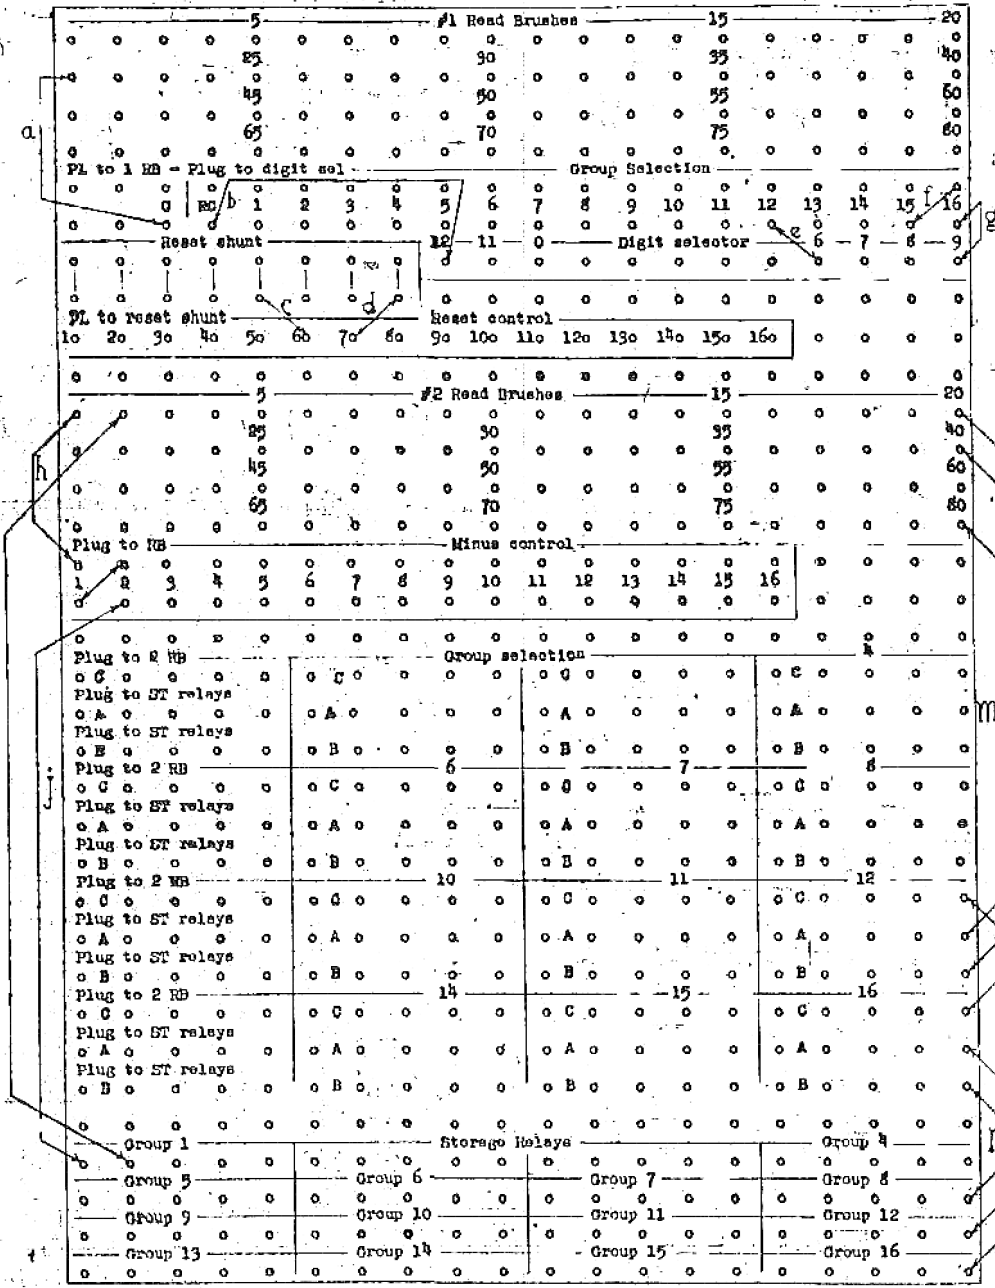 5 #1 Read Brushes 15 20
25 30 35 40
45 50 55 60
65 70 75 80
PL to 1 RB - Plug to digit sel Group Selection
0 RC b 1 2 3 4 5 6 7 8 9 10 11 12 13 14 15 16
Reset shunt 12 11 0 Digit selector 6 7 8 9
PL to reset shunt Reset control
1o 2o 3o 4o 5o 6o 7o 8o 9o 10o 11o 12o 13o 14o 15o 16o
5 #2 Read Brushes 15 20
25 30 35 40
45 50 55 60
65 70 75 80
Plug to RB Minus control
1 2 3 4 5 6 7 8 9 10 11 12 13 14 15 16
Plug to 2 RB Group selection 4
C C C C
Plug to ST relays
A A A A
Plug to ST relays
B B B B
Plug to 2 RB 6 7 8
C C C C
Plug to ST relays
A A A A
Plug to ST relays
B B B B
Plug to 2 RB 10 11 12
C C C C
Plug to ST relays
A A A A
Plug to ST relays
B B B B
Plug to 2 RB 14 15 16
C C C C
Plug to ST relays
A A A A
Plug to ST relays
B B B B
Group 1 Storage Relays Group 4
Group 5 Group 6 Group 7 Group 8
Group 9 Group 10 Group 11 Group 12
Group 13 Group 14 Group 15 Group 16
a
c
d
e
f
g
h
j
m